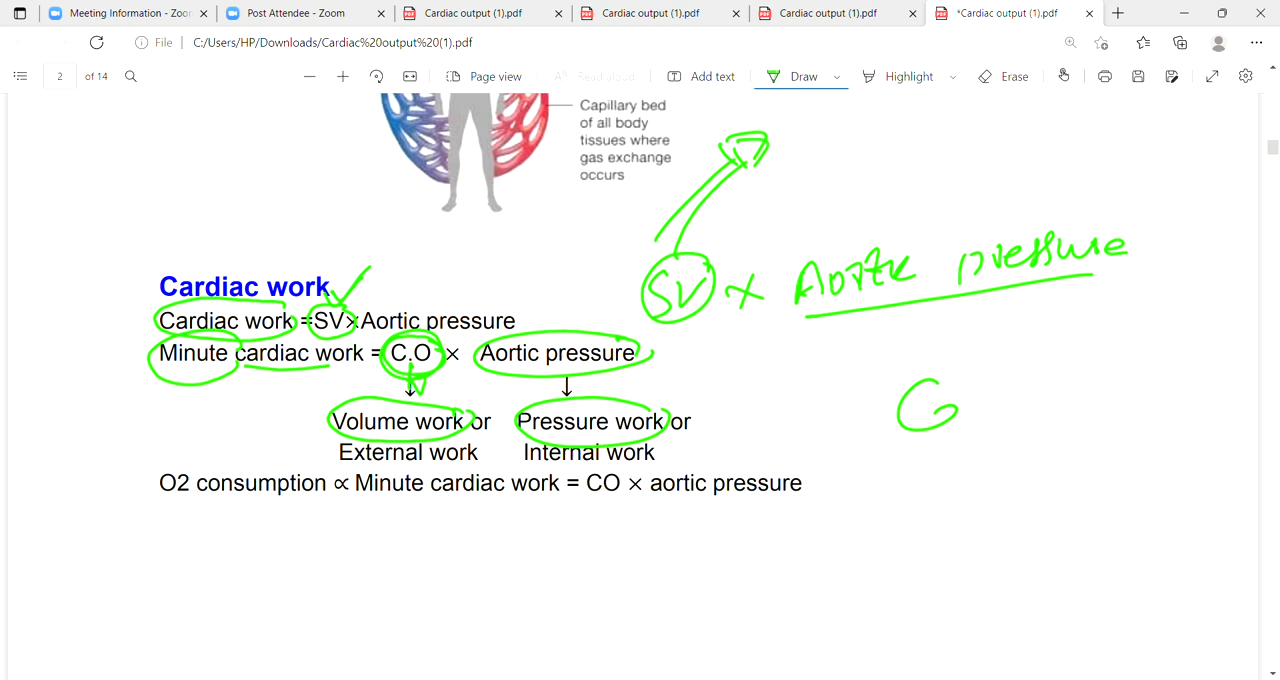 Meeting Information - Zoom
Post Attendee - Zoom
Cardiac output (1).pdf
Cardiac output (1).pdf
Cardiac output (1).pdf
*Cardiac output (1).pdf
File
C:/Users/HP/Downloads/Cardiac%20output%20(1).pdf
2 of 14
Page view
Read aloud
Add text
Draw
Highlight
Erase
Capillary bed
of all body
tissues where
gas exchange
occurs
SV × Aortic pressure
Cardiac work
Cardiac work =SV×Aortic pressure
Minute cardiac work = C.O × Aortic pressure
↓ ↓
Volume work or Pressure work or
External work Internal work
O2 consumption ∝ Minute cardiac work = CO × aortic pressure